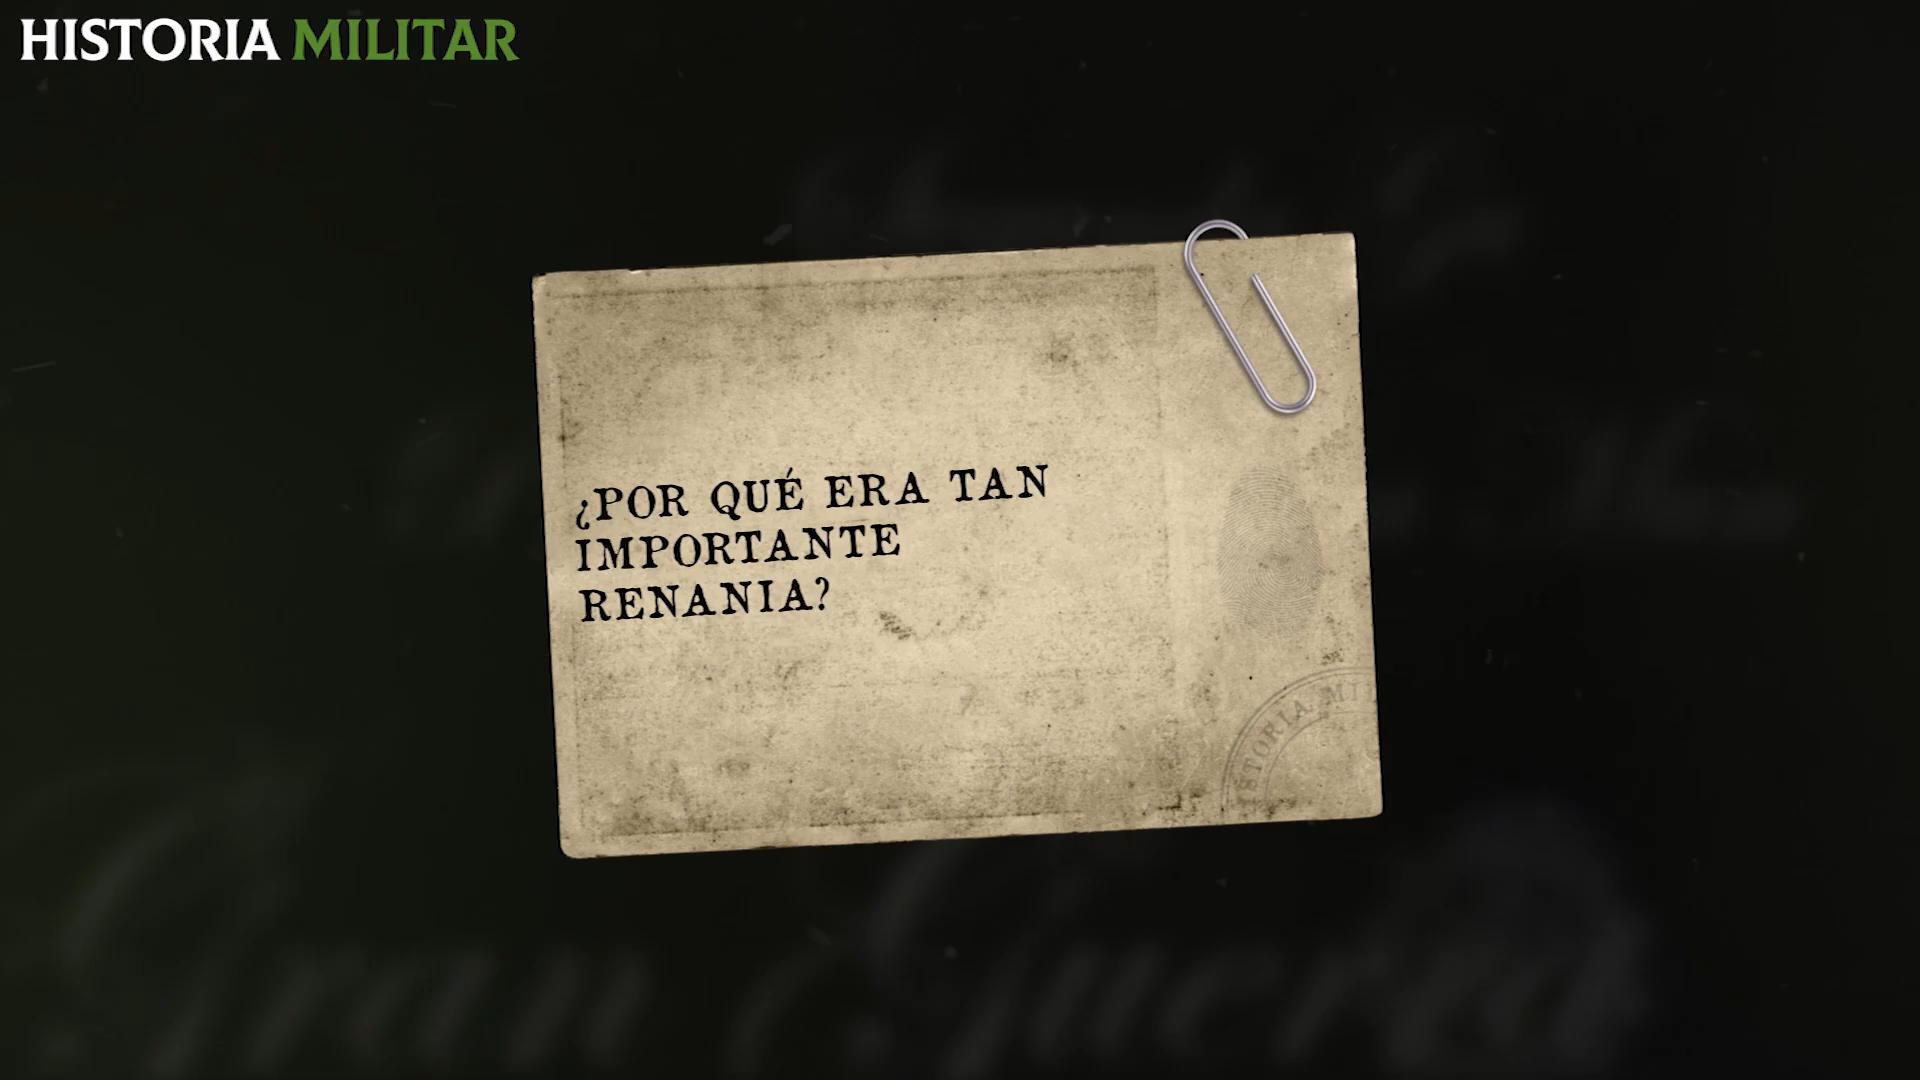 HISTORIA MILITAR
¿POR QUÉ ERA TAN
IMPORTANTE
RENANIA?